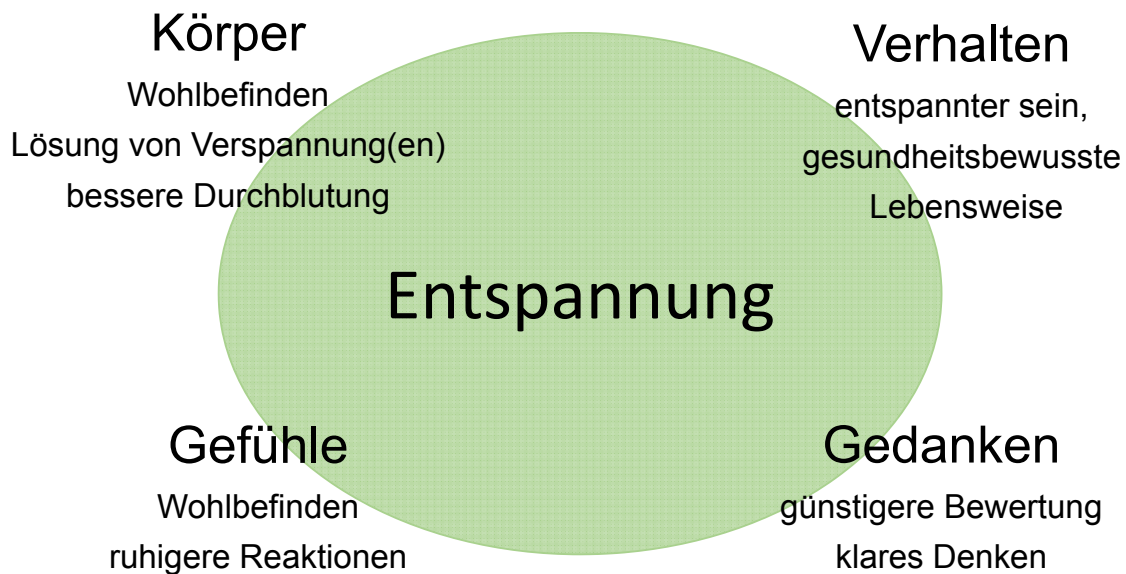 Körper
Wohlbefinden
Lösung von Verspannung(en)
bessere Durchblutung
Verhalten
entspannter sein,
gesundheitsbewusste
Lebensweise
Entspannung
Gefühle
Wohlbefinden
ruhigere Reaktionen
Gedanken
günstigere Bewertung
klares Denken